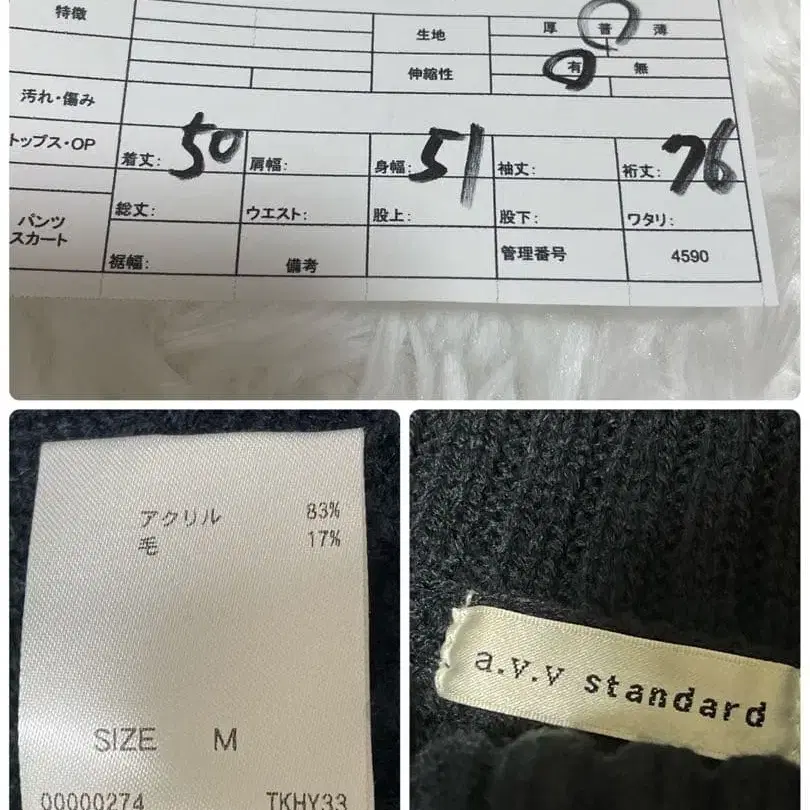 特徴
生地 厚 普 薄
伸縮性 有 無
汚れ・傷み
トップス・OP 着丈: 50 肩幅: 身幅: 51 袖丈: 裄丈: 76
パンツ スカート 総丈: ウエスト: 股上: 股下: ワタリ:
裾幅: 備考 管理番号 4590
アクリル 83%
毛 17%
SIZE M
00000274 TKHY33
a.v.v standard